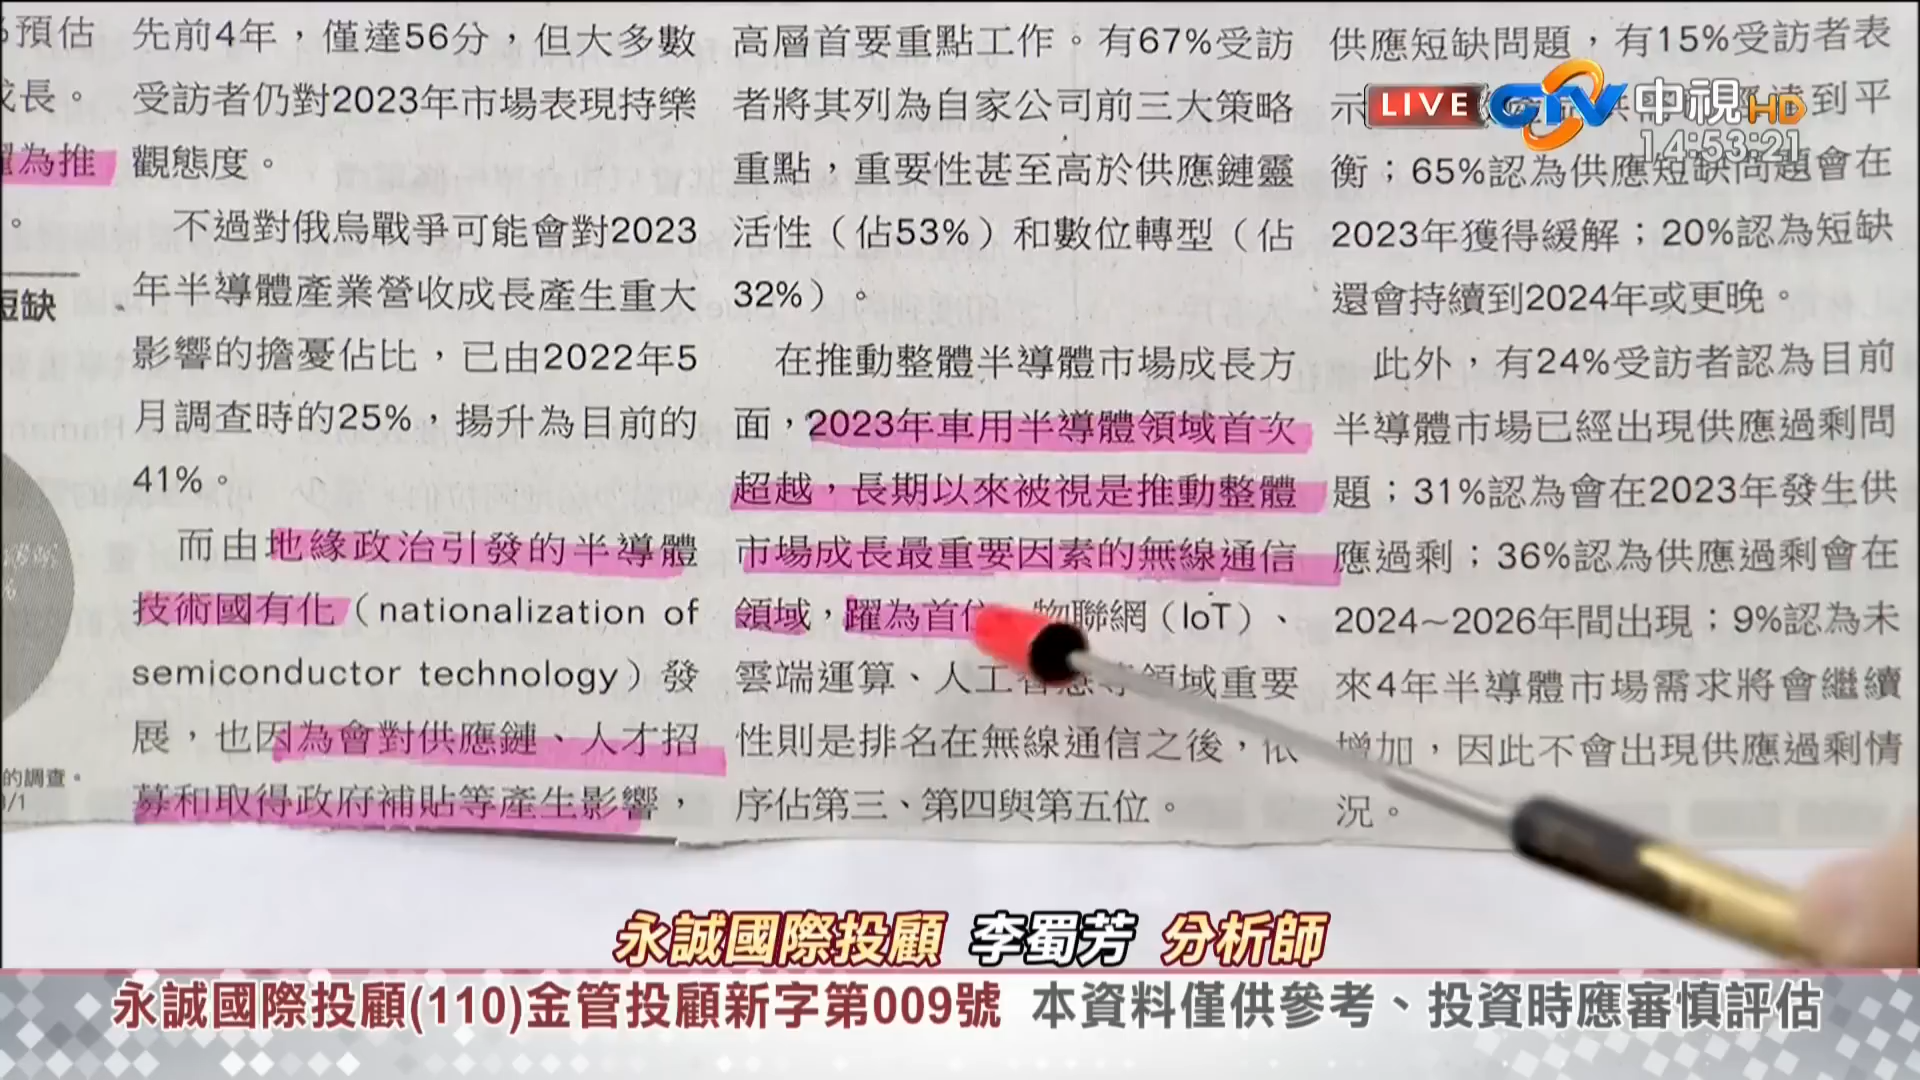 預估
成長。
為推
。
短缺
的調查。
/1
先前4年，僅達56分，但大多數
受訪者仍對2023年市場表現持樂
觀態度。
不過對俄烏戰爭可能會對2023
年半導體產業營收成長產生重大
影響的擔憂佔比，已由2022年5
月調查時的25%，揚升為目前的
41%。
而由地緣政治引發的半導體
技術國有化（nationalization of
semiconductor technology）發
展，也因為會對供應鏈、人才招
募和取得政府補貼等產生影響，
高層首要重點工作。有67%受訪
者將其列為自家公司前三大策略
重點，重要性甚至高於供應鏈靈
活性（佔53%）和數位轉型（佔
32%）。
在推動整體半導體市場成長方
面，2023年車用半導體領域首次
超越，長期以來被視是推動整體
市場成長最重要因素的無線通信
領域，躍為首位 物聯網（IoT）、
雲端運算、人工智慧等領域重要
性則是排名在無線通信之後，依
序佔第三、第四與第五位。
供應短缺問題，有15%受訪者表
示 供需 達到平
衡；65%認為供應短缺問題會在
2023年獲得緩解；20%認為短缺
還會持續到2024年或更晚。
此外，有24%受訪者認為目前
半導體市場已經出現供應過剩問
題；31%認為會在2023年發生供
應過剩；36%認為供應過剩會在
2024~2026年間出現；9%認為未
來4年半導體市場需求將會繼續
增加，因此不會出現供應過剩情
況。
LIVE CTV 中視HD
14:53:21
永誠國際投顧 李蜀芳 分析師
永誠國際投顧(110)金管投顧新字第009號 本資料僅供參考、投資時應審慎評估